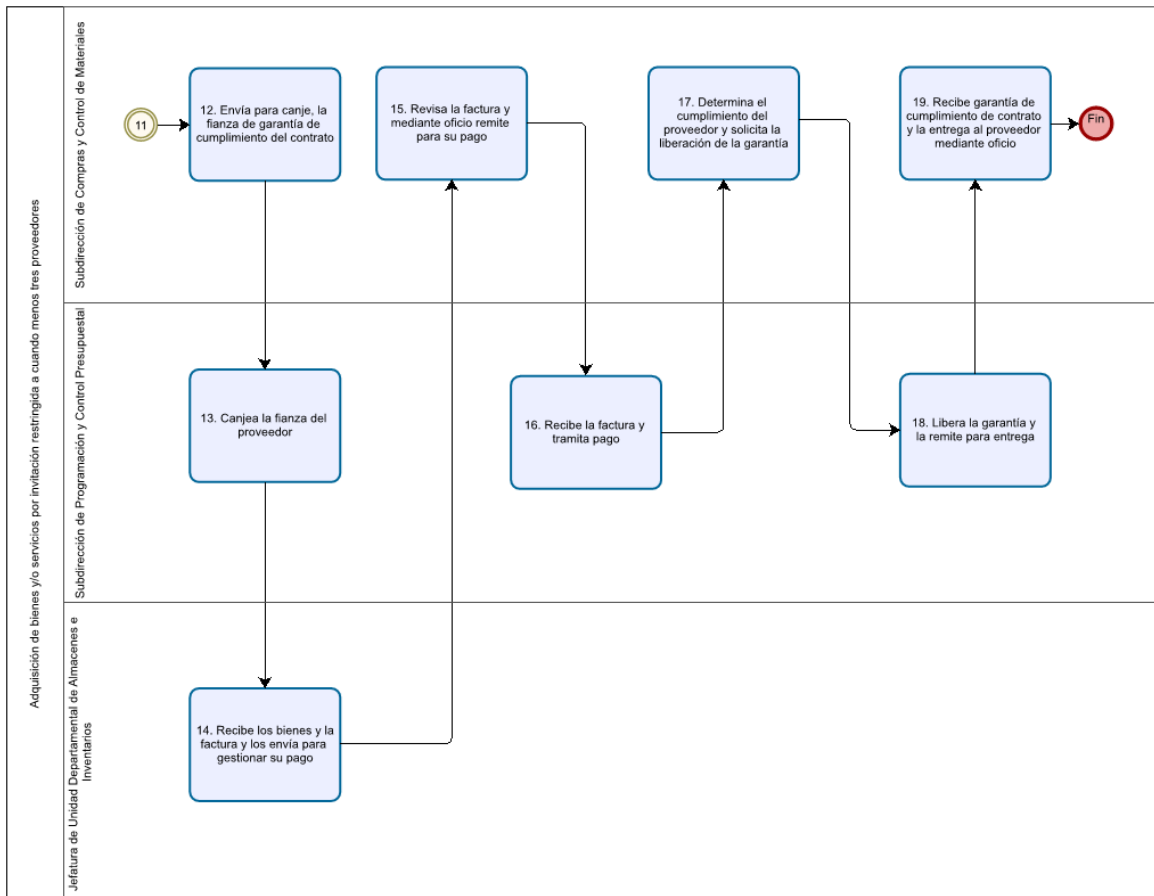 Adquisición de bienes y/o servicios por invitación restringida a cuando menos tres proveedores
Subdirección de Compras y Control de Materiales
11
12. Envía para canje, la
fianza de garantía de
cumplimiento del contrato
15. Revisa la factura y
mediante oficio remite
para su pago
17. Determina el
cumplimiento del
proveedor y solicita la
liberación de la garantía
19. Recibe garantía de
cumplimiento de contrato
y la entrega al proveedor
mediante oficio
Fin
Subdirección de Programación y Control Presupuestal
13. Canjea la fianza del
proveedor
16. Recibe la factura y
tramita pago
18. Libera la garantía y
la remite para entrega
Jefatura de Unidad Departamental de Almacenes e
Inventarios
14. Recibe los bienes y la
factura y los envía para
gestionar su pago